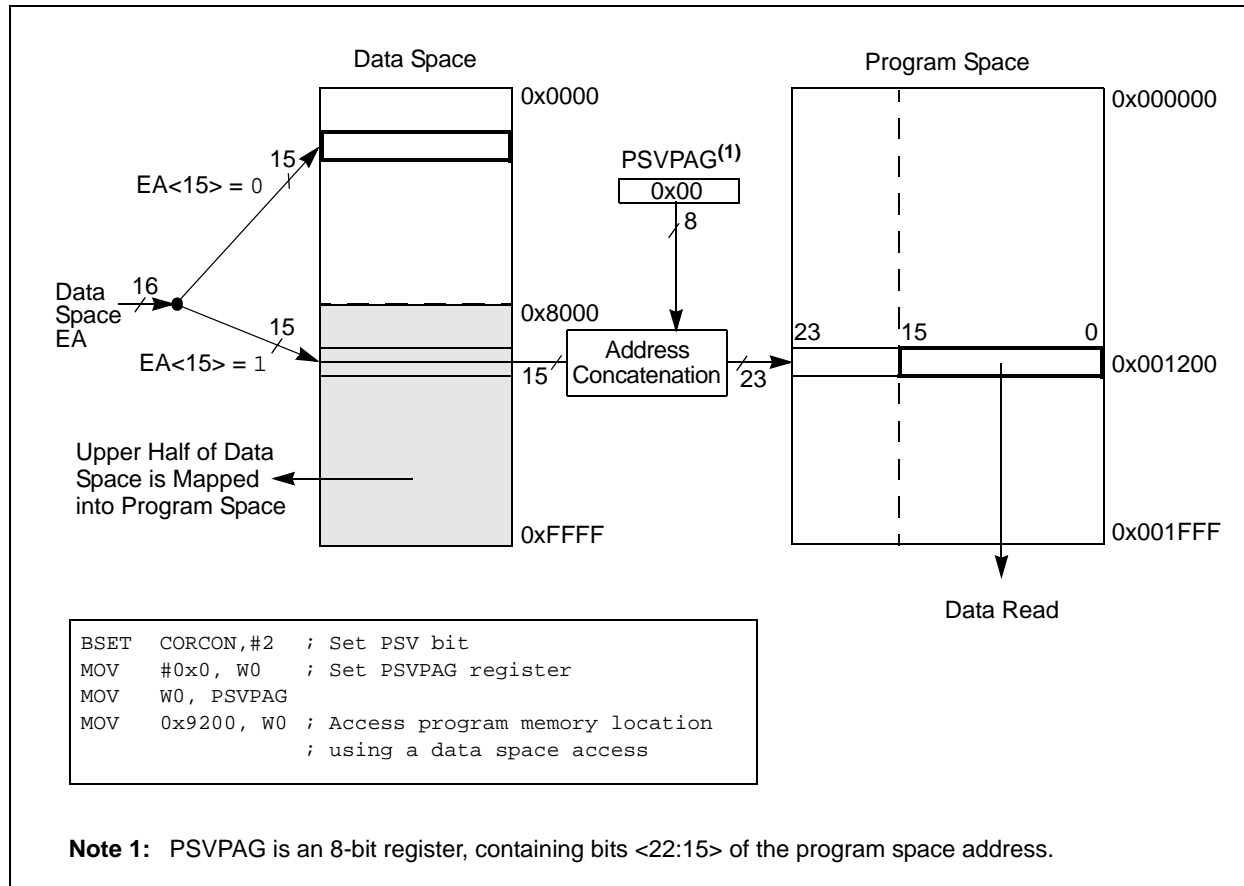 Data Space
Program Space
0x0000
0x000000
15
EA<15> = 0
PSVPAG(1)
0x00
8
16
Data
Space
EA
0x8000
15
EA<15> = 1
15
Address
Concatenation
23
23
15
0
0x001200
Upper Half of Data
Space is Mapped
into Program Space
0xFFFF
0x001FFF
Data Read
BSET CORCON,#2 ; Set PSV bit
MOV #0x0, W0 ; Set PSVPAG register
MOV W0, PSVPAG
MOV 0x9200, W0 ; Access program memory location
; using a data space access
Note 1: PSVPAG is an 8-bit register, containing bits <22:15> of the program space address.